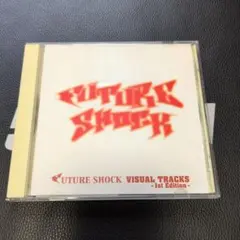 FUTURE
SHOCK
FUTURE SHOCK VISUAL TRACKS
-1st Edition-